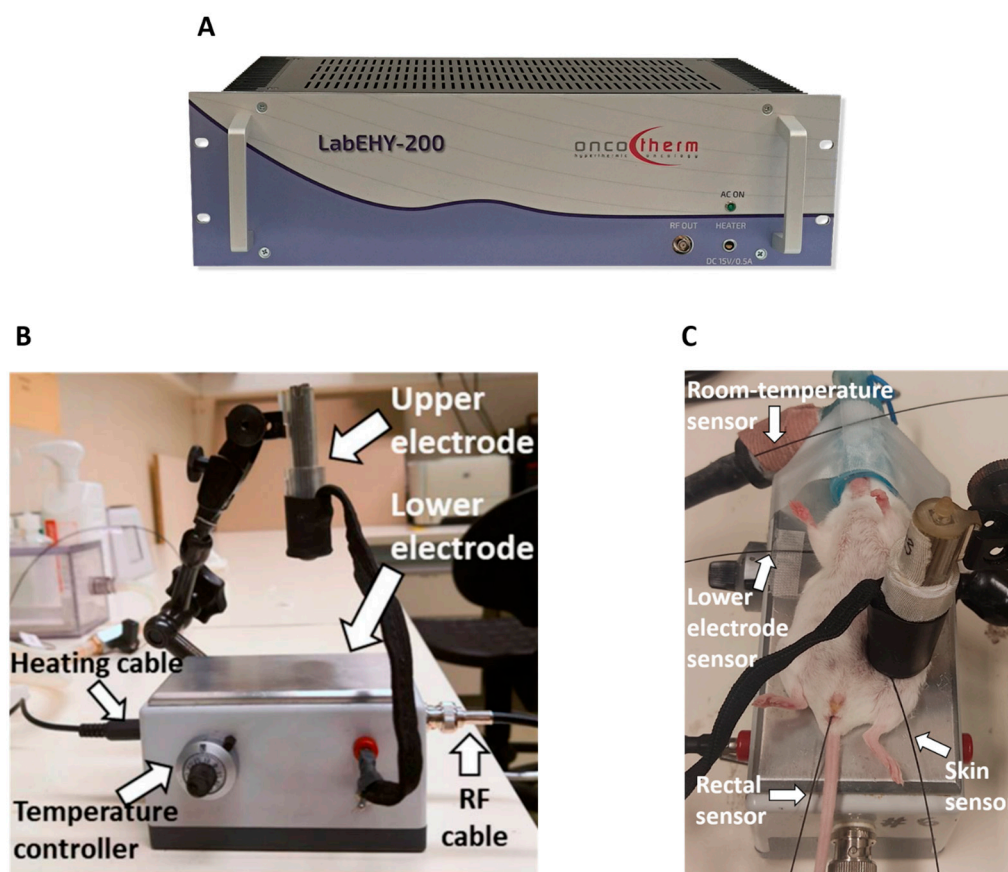 A
LabEHY-200
oncotherm
hyperthermic oncology
AC ON
RF OUT HEATER
DC 15V/0.5A
B
Upper
electrode
Lower
electrode
Heating cable
Temperature
controller
RF
cable
C
Room-temperature
sensor
Lower
electrode
sensor
Rectal
sensor
Skin
senso